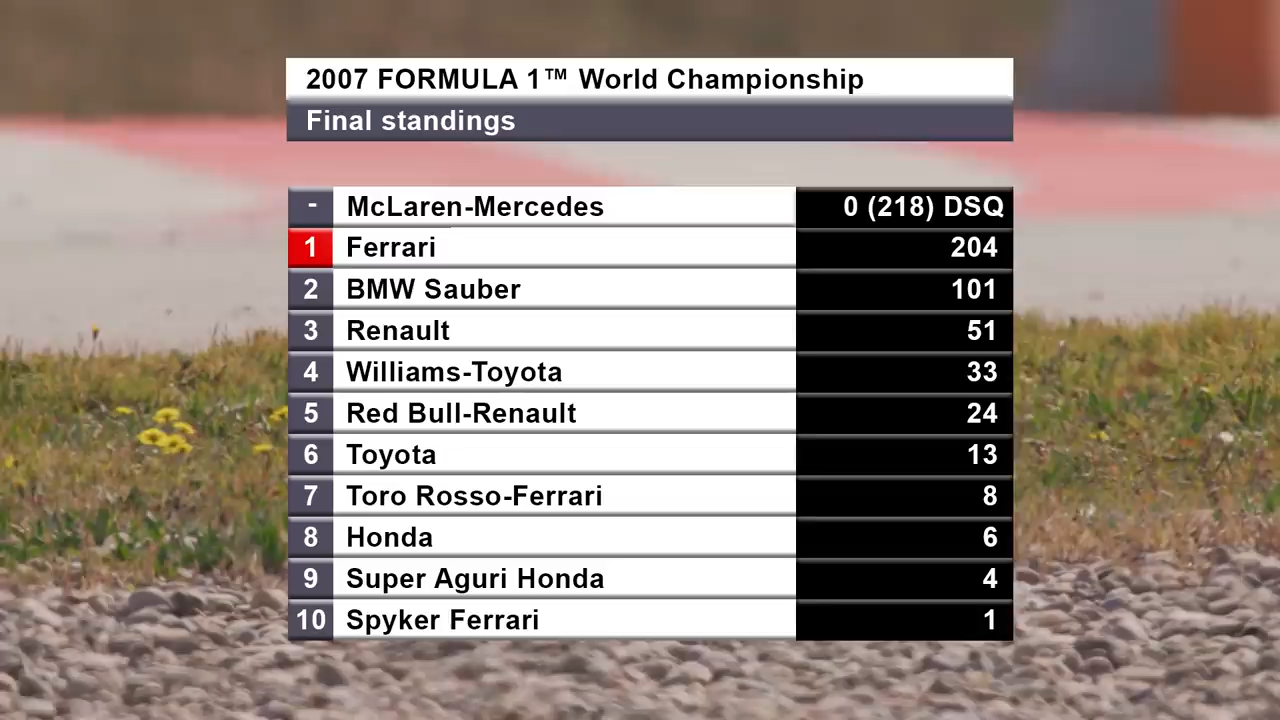 2007 FORMULA 1™ World Championship
Final standings
- McLaren-Mercedes 0 (218) DSQ
1 Ferrari 204
2 BMW Sauber 101
3 Renault 51
4 Williams-Toyota 33
5 Red Bull-Renault 24
6 Toyota 13
7 Toro Rosso-Ferrari 8
8 Honda 6
9 Super Aguri Honda 4
10 Spyker Ferrari 1